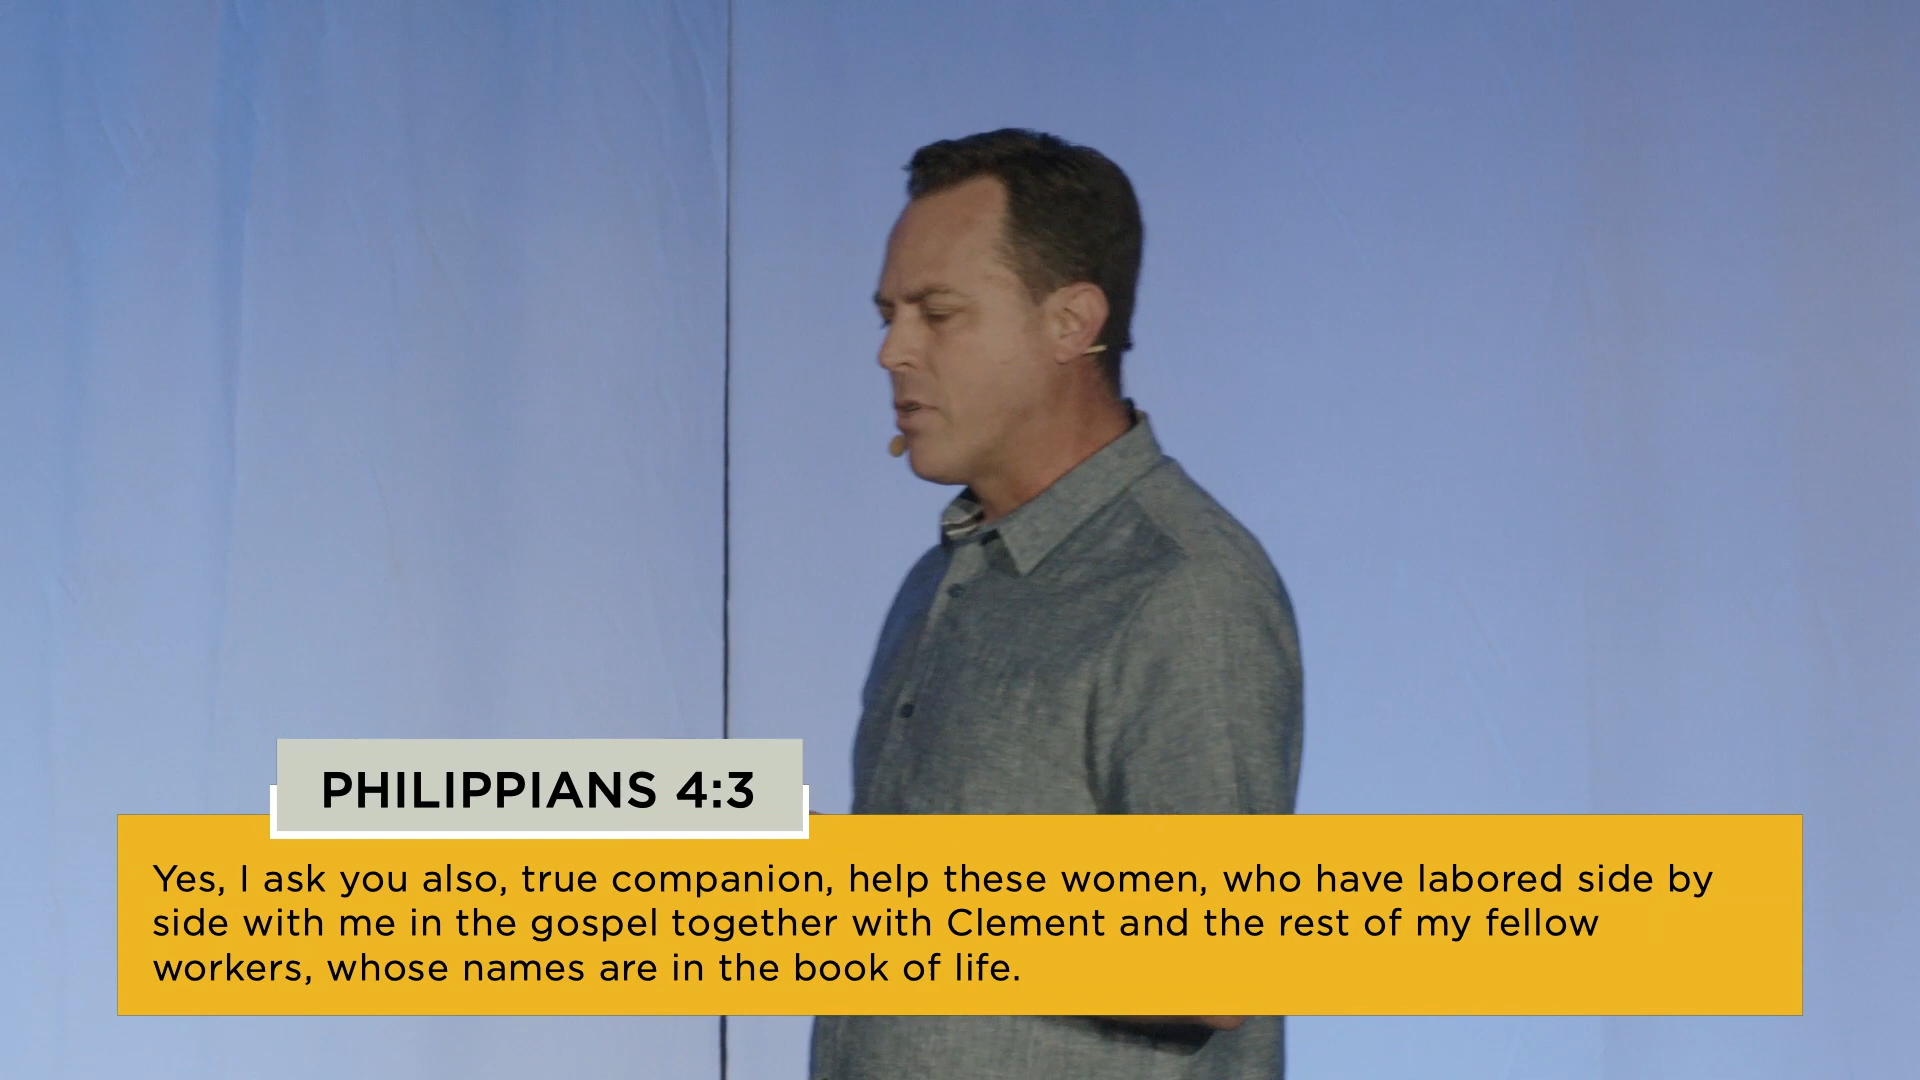 PHILIPPIANS 4:3
Yes, I ask you also, true companion, help these women, who have labored side by
side with me in the gospel together with Clement and the rest of my fellow
workers, whose names are in the book of life.